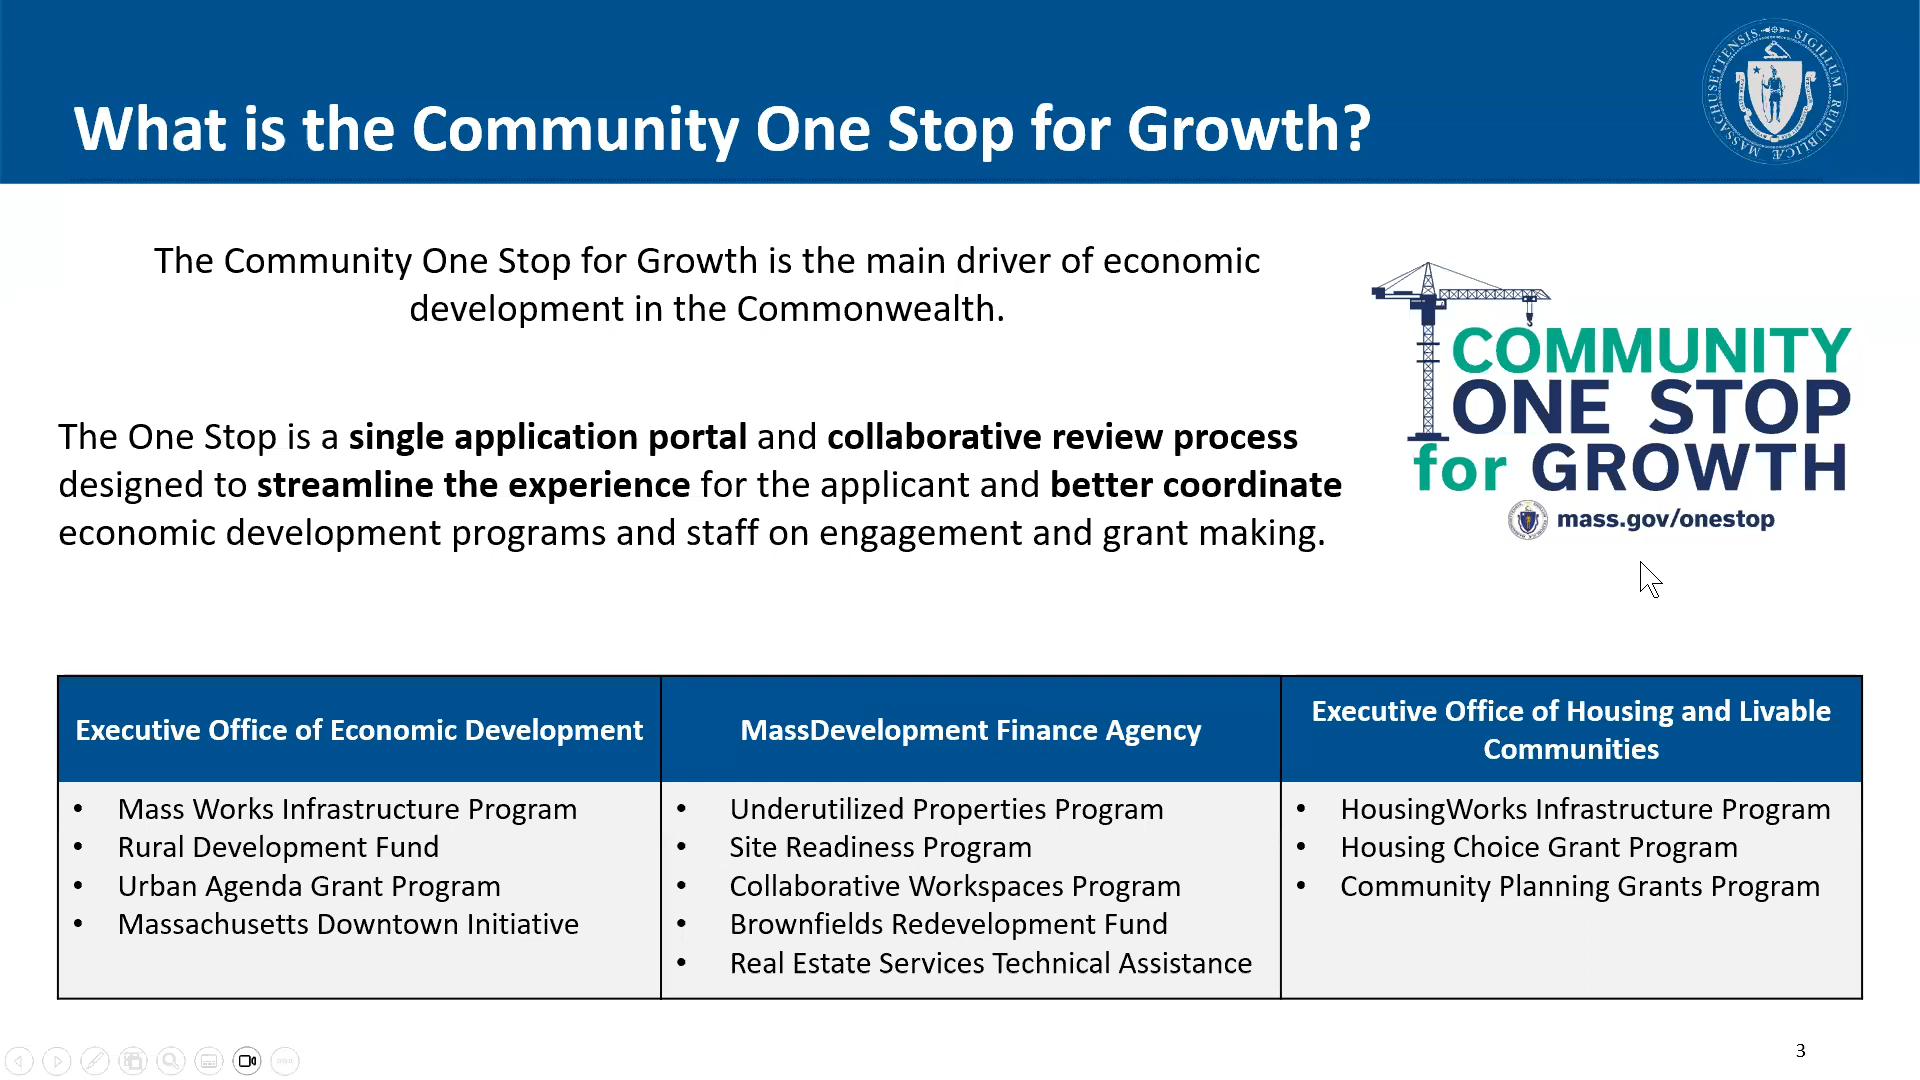 What is the Community One Stop for Growth?
SIGILLUM REIPUBLICÆ MASSACHUSETTENSIS
The Community One Stop for Growth is the main driver of economic
development in the Commonwealth.
COMMUNITY
ONE STOP
for GROWTH
mass.gov/onestop
The One Stop is a single application portal and collaborative review process
designed to streamline the experience for the applicant and better coordinate
economic development programs and staff on engagement and grant making.
Executive Office of Economic Development
• Mass Works Infrastructure Program
• Rural Development Fund
• Urban Agenda Grant Program
• Massachusetts Downtown Initiative
MassDevelopment Finance Agency
• Underutilized Properties Program
• Site Readiness Program
• Collaborative Workspaces Program
• Brownfields Redevelopment Fund
• Real Estate Services Technical Assistance
Executive Office of Housing and Livable
Communities
• HousingWorks Infrastructure Program
• Housing Choice Grant Program
• Community Planning Grants Program
3